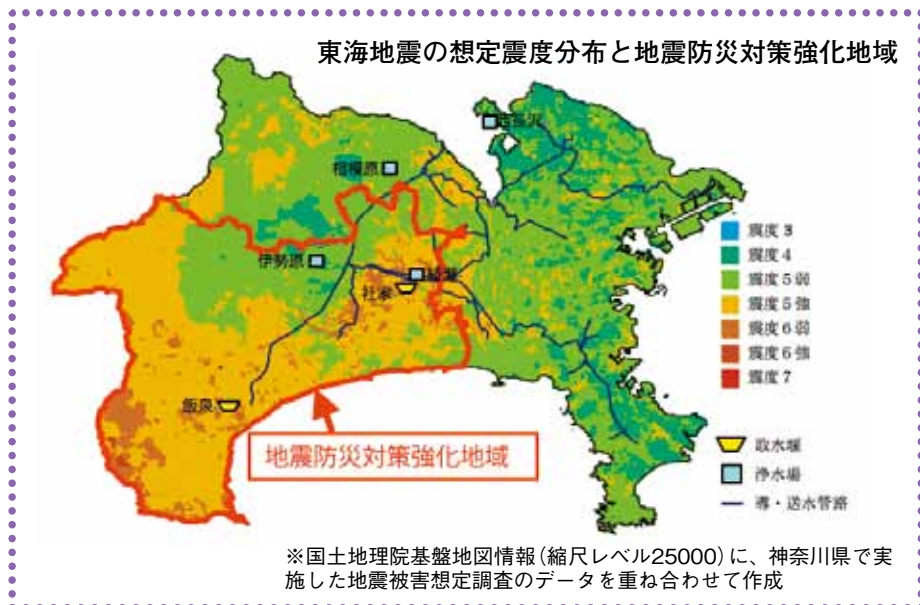 東海地震の想定震度分布と地震防災対策強化地域
西長沢
相模原
伊勢原
綾瀬
社家
飯泉
震度 3
震度 4
震度 5 弱
震度 5 強
震度 6 弱
震度 6 強
震度 7
地震防災対策強化地域
取水堰
浄水場
導・送水管路
※国土地理院基盤地図情報(縮尺レベル25000)に、神奈川県で実
施した地震被害想定調査のデータを重ね合わせて作成